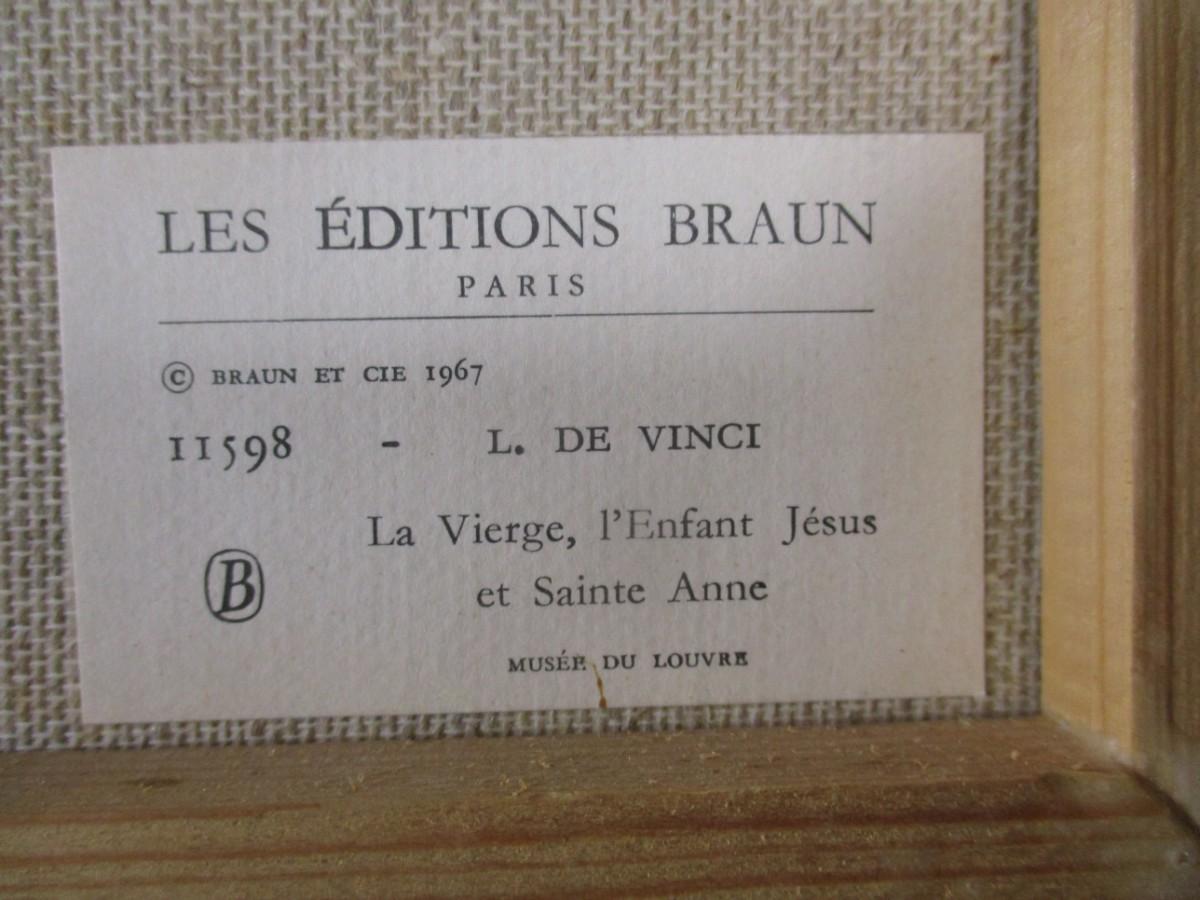 LES ÉDITIONS BRAUN
PARIS
© BRAUN ET CIE 1967
11598 - L. DE VINCI
La Vierge, l'Enfant Jésus
et Sainte Anne
B
MUSÉE DU LOUVRE